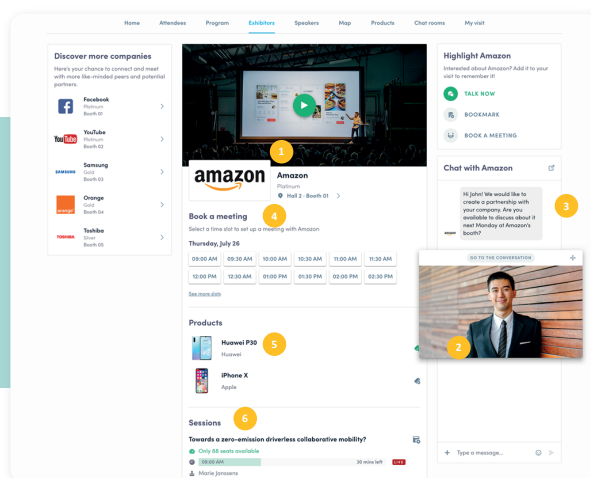 Home Attendees Program Exhibitors Speakers Map Products Chat rooms My visit
Discover more companies
Here's your chance to connect and meet
with more like-minded peers and potential
partners.
Facebook
Platinum
Booth 01
YouTube
YouTube
Platinum
Booth 02
SAMSUNG
Samsung
Gold
Booth 03
orange
Orange
Gold
Booth 04
TOSHIBA
Toshiba
Silver
Booth 05
1
amazon
Amazon
Platinum
Hall 2 · Booth 01
Book a meeting
4
Select a time slot to set up a meeting with Amazon
Thursday, July 26
09:00 AM 09:30 AM 10:00 AM 10:30 AM 11:00 AM 11:30 AM
12:00 PM 12:30 AM 01:00 PM 01:30 PM 02:00 PM 02:30 PM
See more slots
Products
Huawei P30
Huawei
5
iPhone X
Apple
6
Sessions
Towards a zero-emission driverless collaborative mobility?
Only 68 seats available
09:00 AM 30 mins left LIVE
Marie Janssens
Highlight Amazon
Interested about Amazon? Add it to your
visit to remember it!
TALK NOW
BOOKMARK
BOOK A MEETING
Chat with Amazon
Hi John! We would like to
create a partnership with
your company. Are you
available to discuss about it
next Monday at Amazon's
booth?
amazon
3
GO TO THE CONVERSATION
2
Type a message...